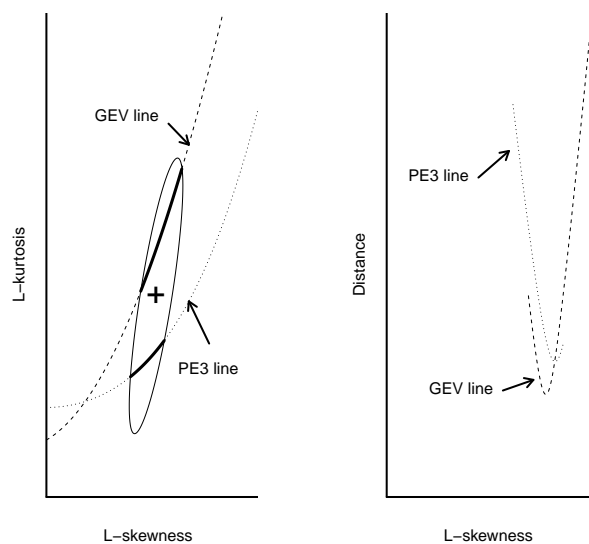 GEV line
L−kurtosis
PE3 line
L−skewness
PE3 line
Distance
GEV line
L−skewness